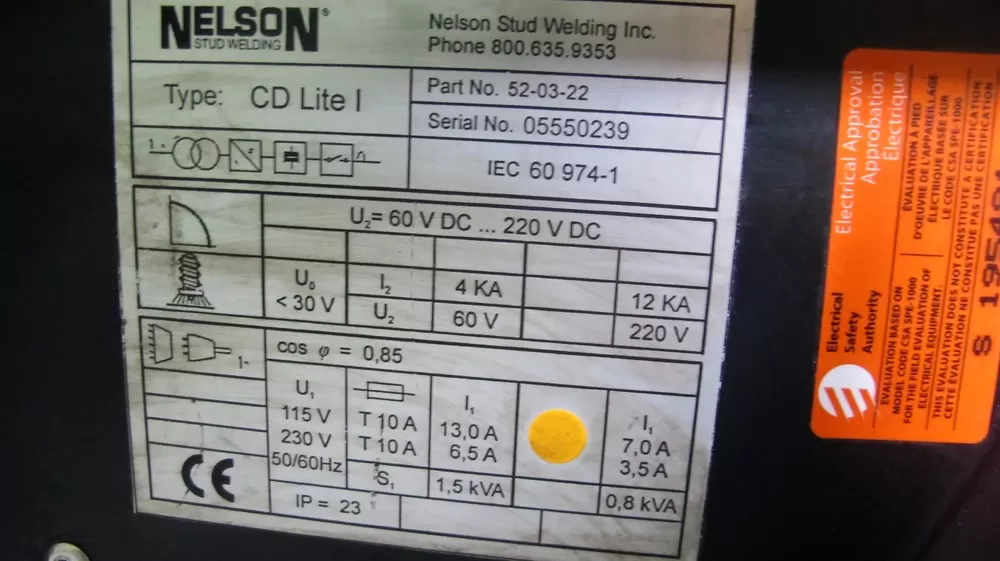 NELSON®
STUD WELDING
Nelson Stud Welding Inc.
Phone 800.635.9353
Type: CD Lite I
Part No. 52-03-22
Serial No. 05550239
1~
IEC 60 974-1
U₂= 60 V DC ... 220 V DC
U₀
< 30 V
I₂
4 KA
12 KA
U₂
60 V
220 V
1~
cos φ = 0,85
U₁
115 V
230 V
50/60Hz
T 10 A
T 10 A
S₁
I₁
13,0 A
6,5 A
1,5 kVA
I₁
7,0 A
3,5 A
0,8 kVA
CE
IP = 23
Electrical Approval
Approbation
Électrique
ÉVALUATION À PIED
D'OEUVRE DE L'APPAREILLAGE
ÉLECTRIQUE BASÉE SUR
LE CODE CSA SPE-1000
Electrical
Safety
Authority
EVALUATION BASED ON
MODEL CODE CSA SPE-1000
FOR THE FIELD EVALUATION OF
ELECTRICAL EQUIPMENT.
THIS EVALUATION DOES NOT CONSTITUTE A CERTIFICATION
CETTE ÉVALUATION NE CONSTITUE PAS UNE CERTIFICATION